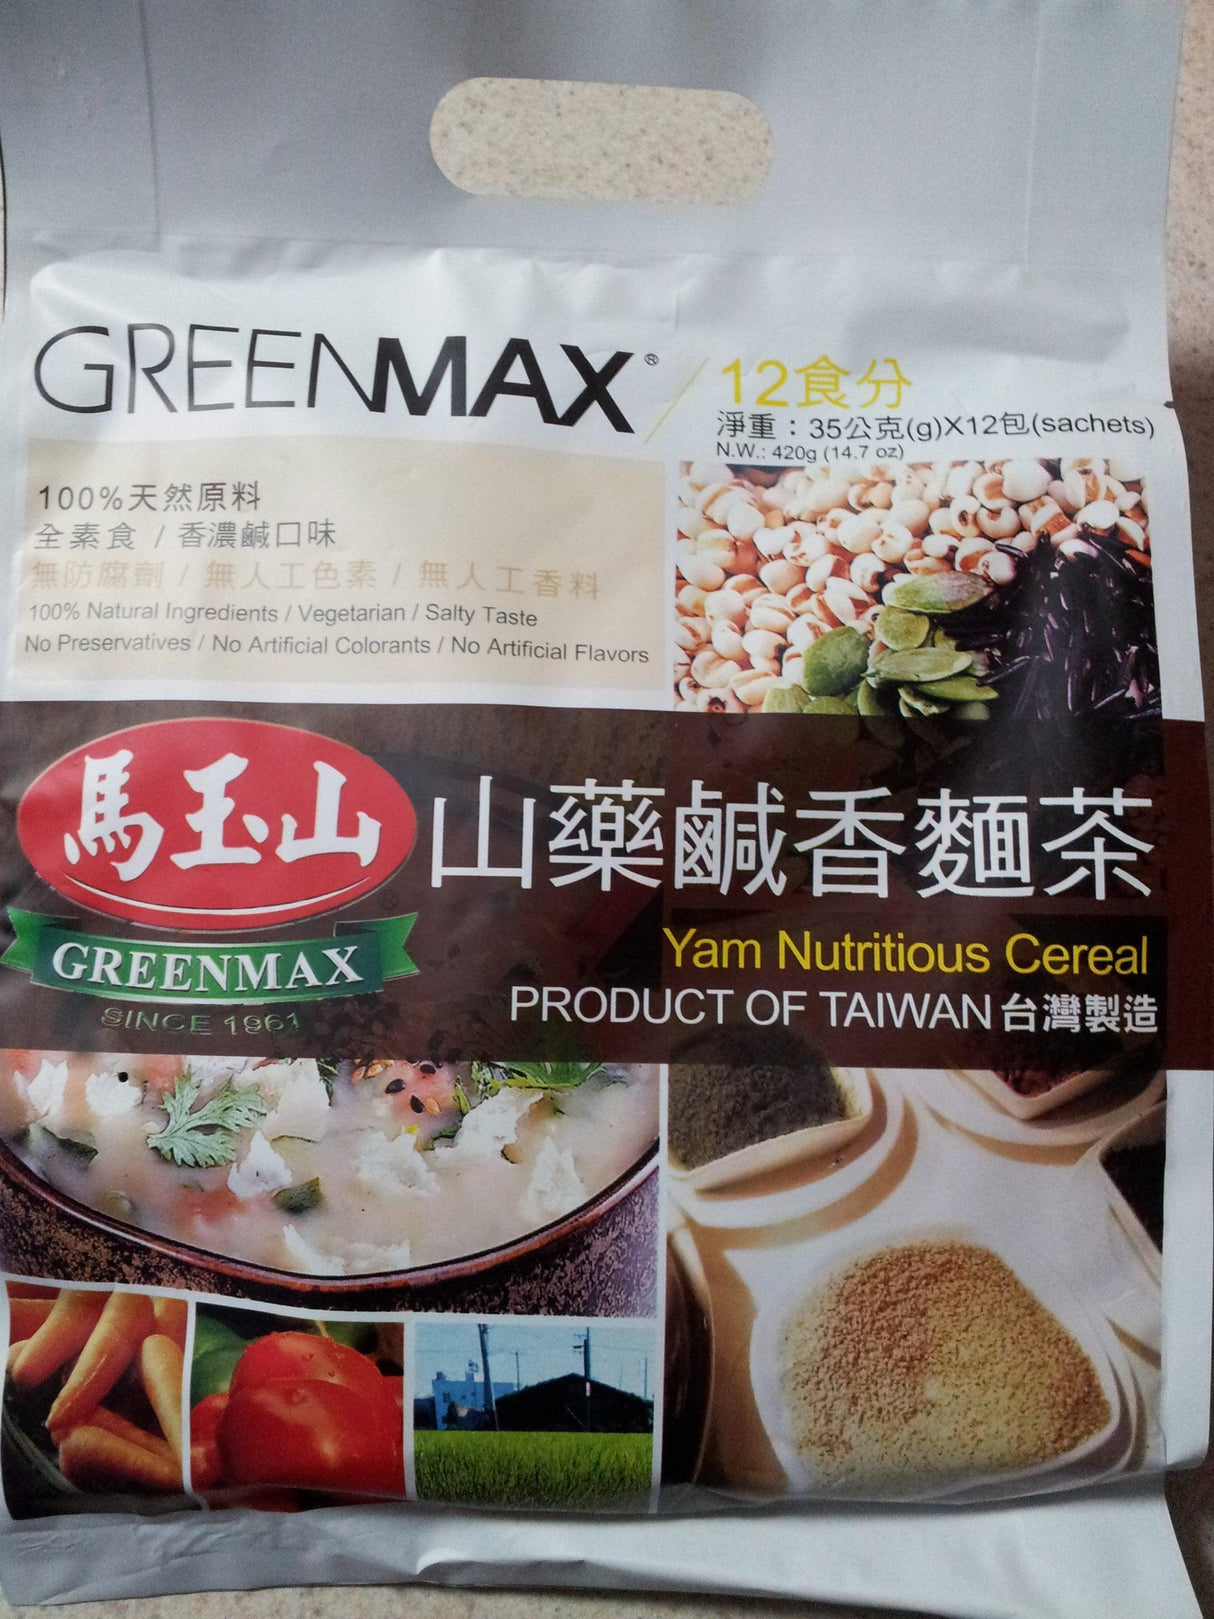 GREENMAX®
12食分
淨重：35公克(g)X12包(sachets)
N.W.: 420g (14.7 oz)
100%天然原料
全素食 / 香濃鹹口味
無防腐劑 / 無人工色素 / 無人工香料
100% Natural Ingredients / Vegetarian / Salty Taste
No Preservatives / No Artificial Colorants / No Artificial Flavors
馬玉山
GREENMAX
SINCE 1961
山藥鹹香麵茶
Yam Nutritious Cereal
PRODUCT OF TAIWAN 台灣製造